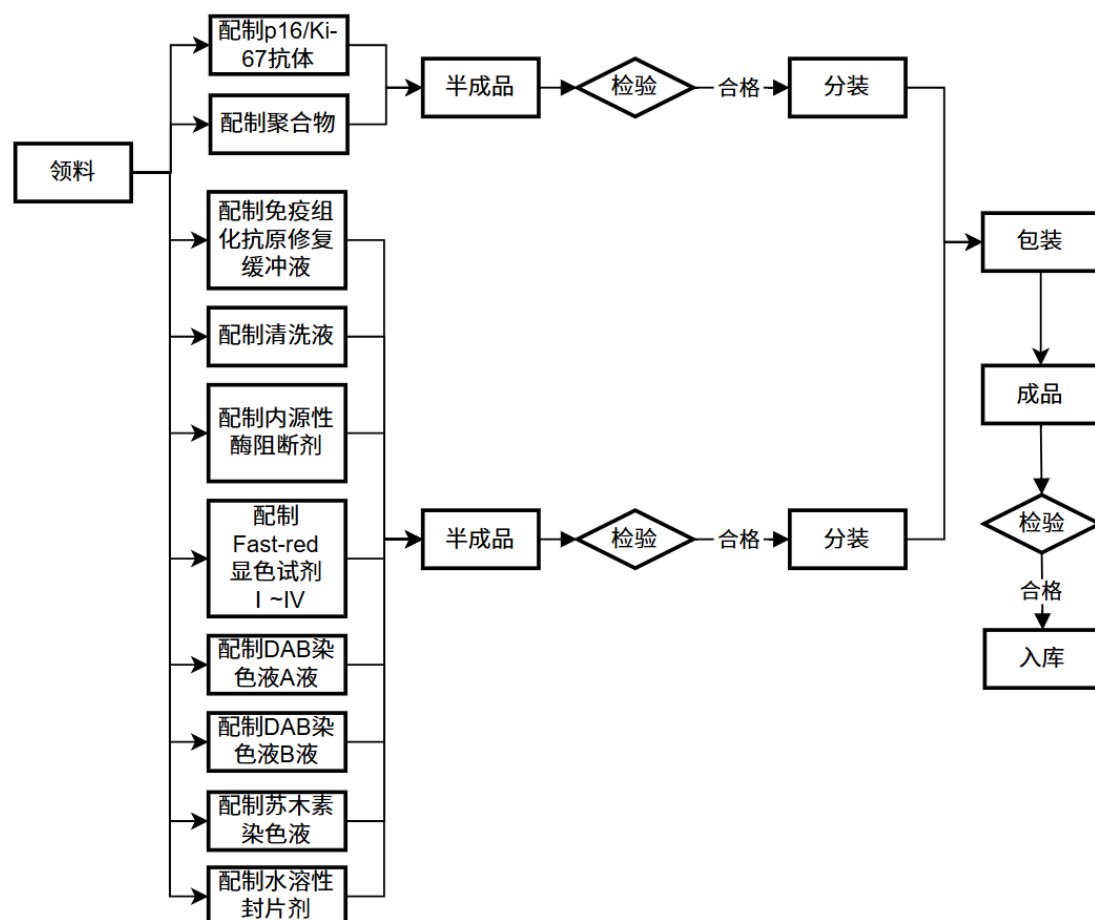 领料
配制p16/Ki-
67抗体
配制聚合物
半成品
检验
合格
分装
配制免疫组
化抗原修复
缓冲液
配制清洗液
配制内源性
酶阻断剂
配制
Fast-red
显色试剂
Ⅰ~IV
配制DAB染
色液A液
配制DAB染
色液B液
配制苏木素
染色液
配制水溶性
封片剂
半成品
检验
合格
分装
包装
成品
检验
合格
入库